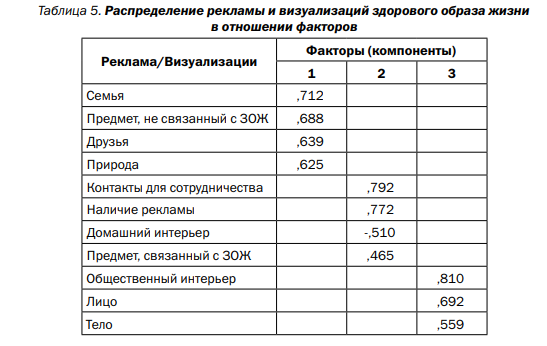 Таблица 5. Распределение рекламы и визуализаций здорового образа жизни
в отношении факторов
Реклама/Визуализации Факторы (компоненты)
1 2 3
Семья ,712
Предмет, не связанный с ЗОЖ ,688
Друзья ,639
Природа ,625
Контакты для сотрудничества ,792
Наличие рекламы ,772
Домашний интерьер -,510
Предмет, связанный с ЗОЖ ,465
Общественный интерьер ,810
Лицо ,692
Тело ,559